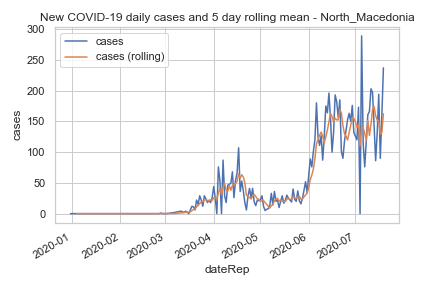 New COVID-19 daily cases and 5 day rolling mean - North_Macedonia
cases
cases (rolling)
300
250
200
150
100
50
0
cases
2020-01
2020-02
2020-03
2020-04
2020-05
2020-06
2020-07
dateRep